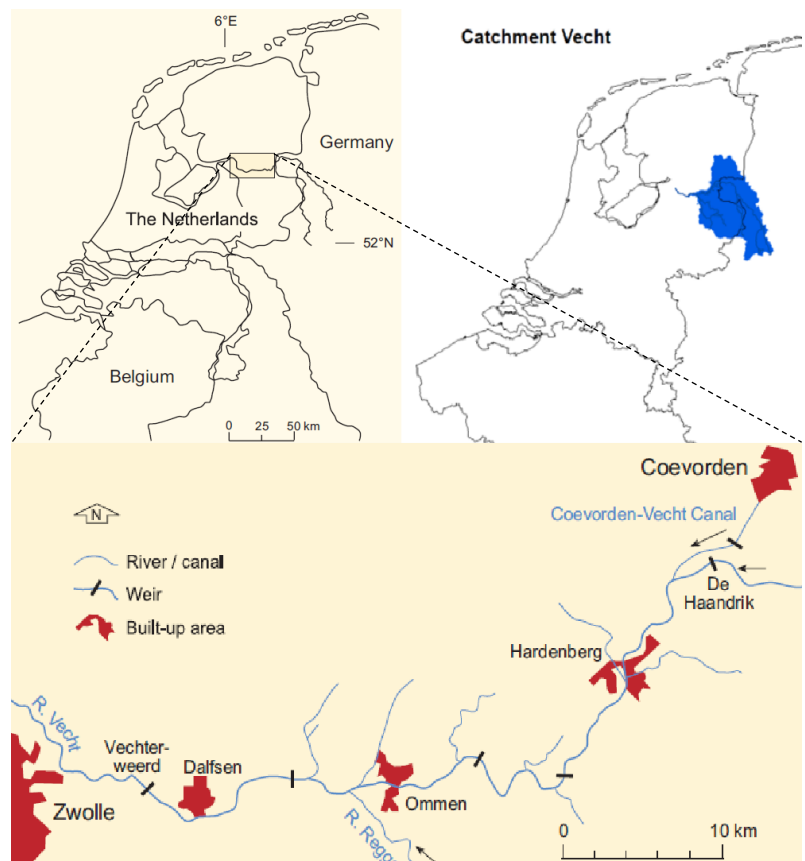 6°E
Germany
The Netherlands
52°N
Belgium
0 25 50 km
Catchment Vecht
Coevorden
Coevorden-Vecht Canal
N
River / canal
Weir
Built-up area
De
Haandrik
Hardenberg
R. Vecht
Vechter-
weerd
Dalfsen
Zwolle
Ommen
R. Regge
0 10 km